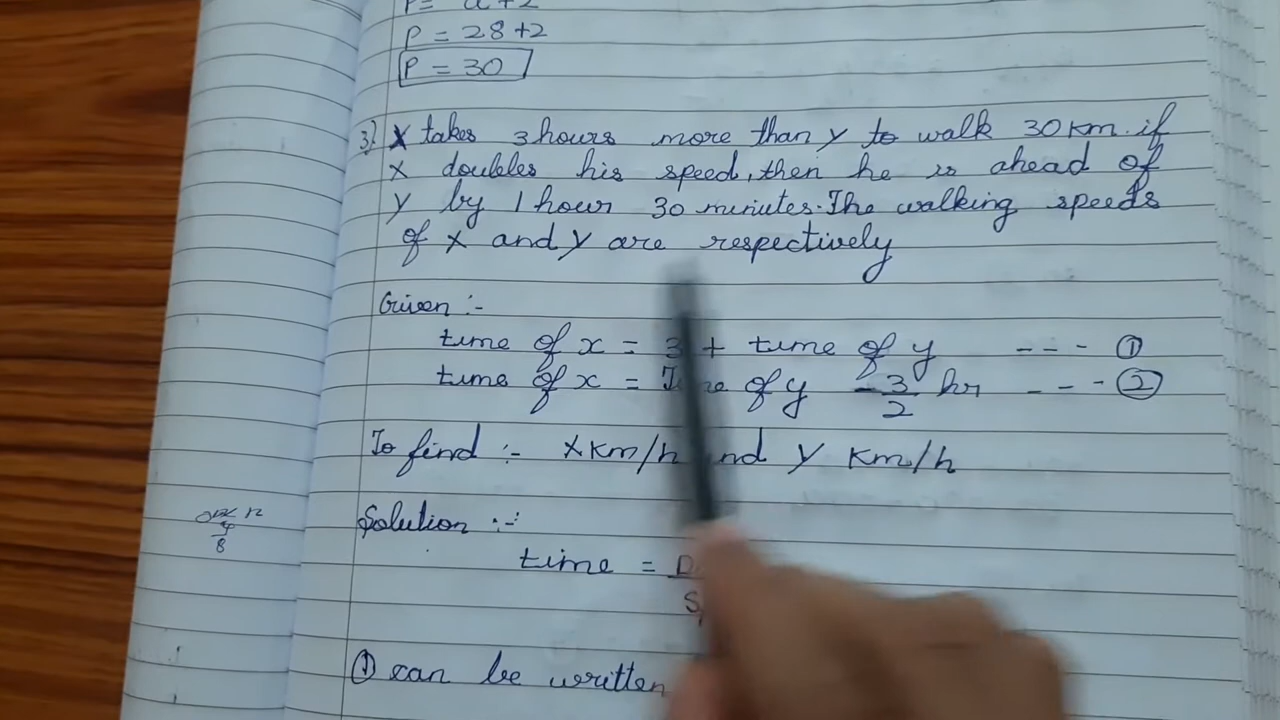 P = 28+2
P = 30
3) X takes 3 hours more than y to walk 30 Km. if
X doubles his speed, then he is ahead of
y by 1 hour 30 minutes. The walking speeds
of X and y are respectively
Given :-
time of x = 3 + time of y --- ①
time of x = of y - 3/2 hr --- ②
To find :- X Km/h y Km/h
Solution :-
time =
① can be written
8